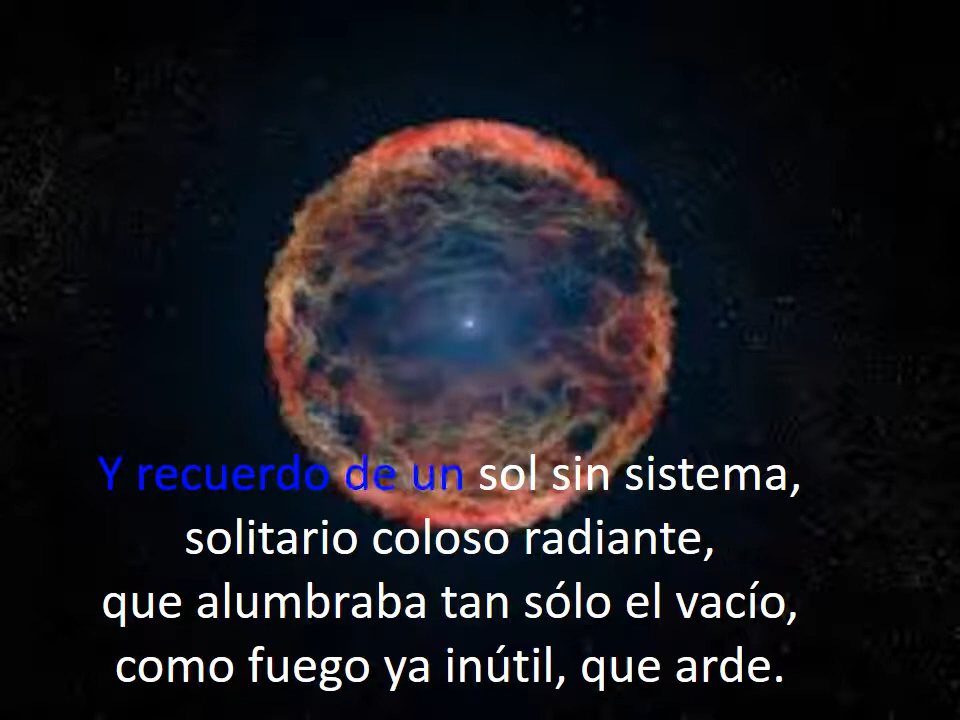 Y recuerdo de un sol sin sistema,
solitario coloso radiante,
que alumbraba tan sólo el vacío,
como fuego ya inútil, que arde.